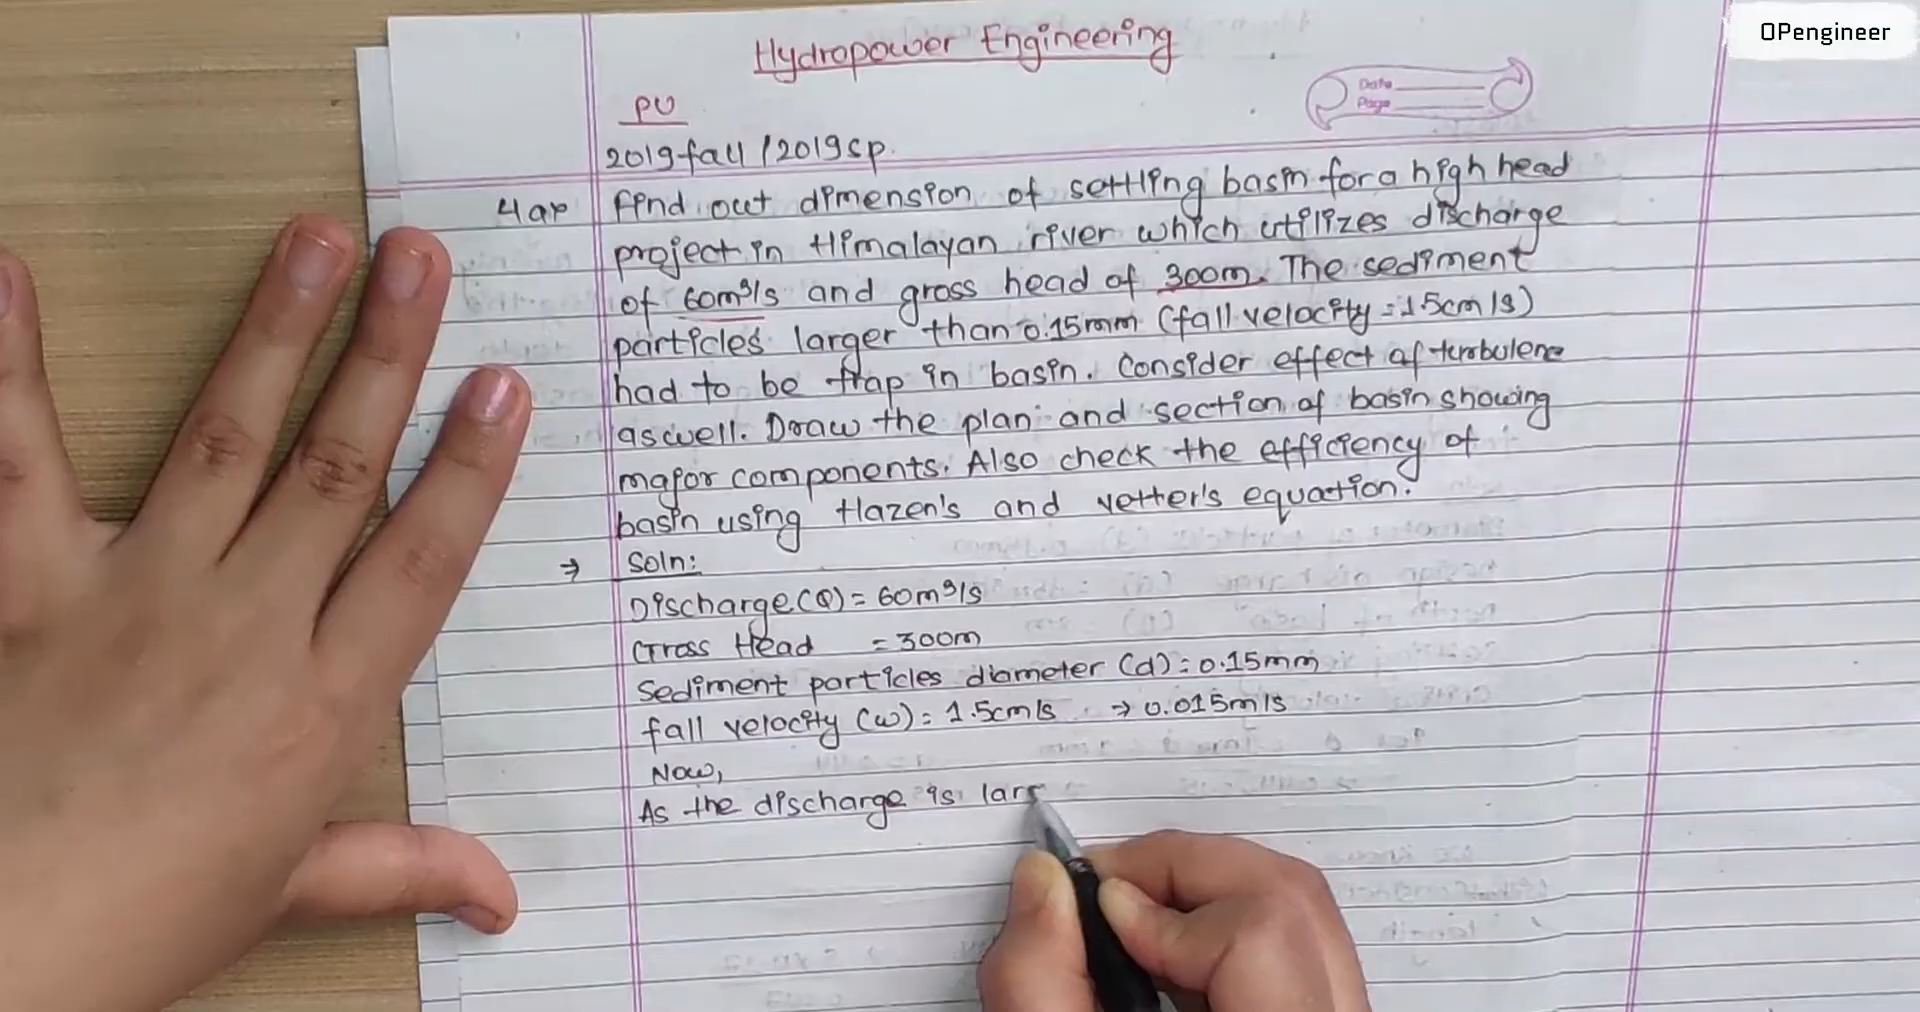 Hydropower Engineering
OPengineer
Date
Page
PU
2019 fall / 2019 sp.
4 a) Find out dimension of settling basin for a high head
project in Himalayan river which utilizes discharge
of 60m³/s and gross head of 300m. The sediment
particles larger than 0.15mm (fall velocity = 1.5cm/s)
had to be trap in basin. Consider effect of turbulence
as well. Draw the plan and section of basin showing
major components. Also check the efficiency of
basin using Hazen's and vetter's equation.
→ Soln:
Discharge (Q) = 60m³/s
Gross Head = 300m
Sediment particles diameter (d) = 0.15mm
fall velocity (ω) = 1.5cm/s → 0.015m/s
Now,
As the discharge is larg